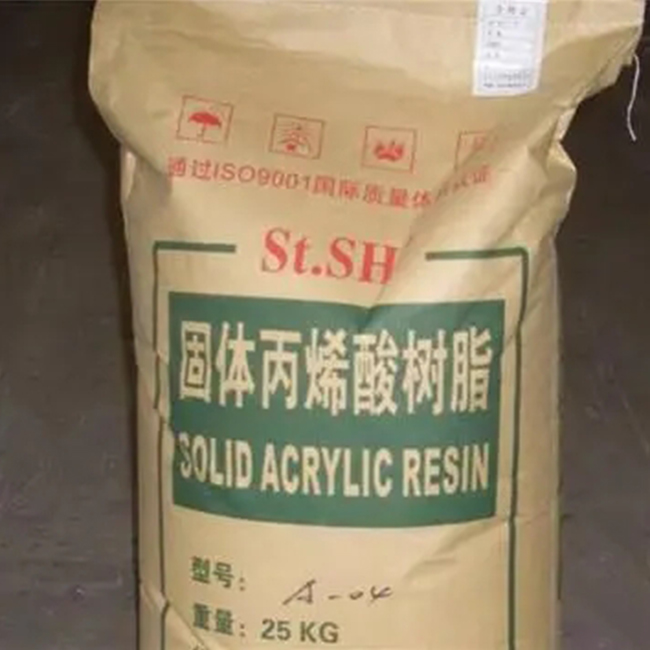 通过ISO9001国际质量体系认证
St.SH
固体丙烯酸树脂
SOLID ACRYLIC RESIN
型号: A-04
重量: 25 KG